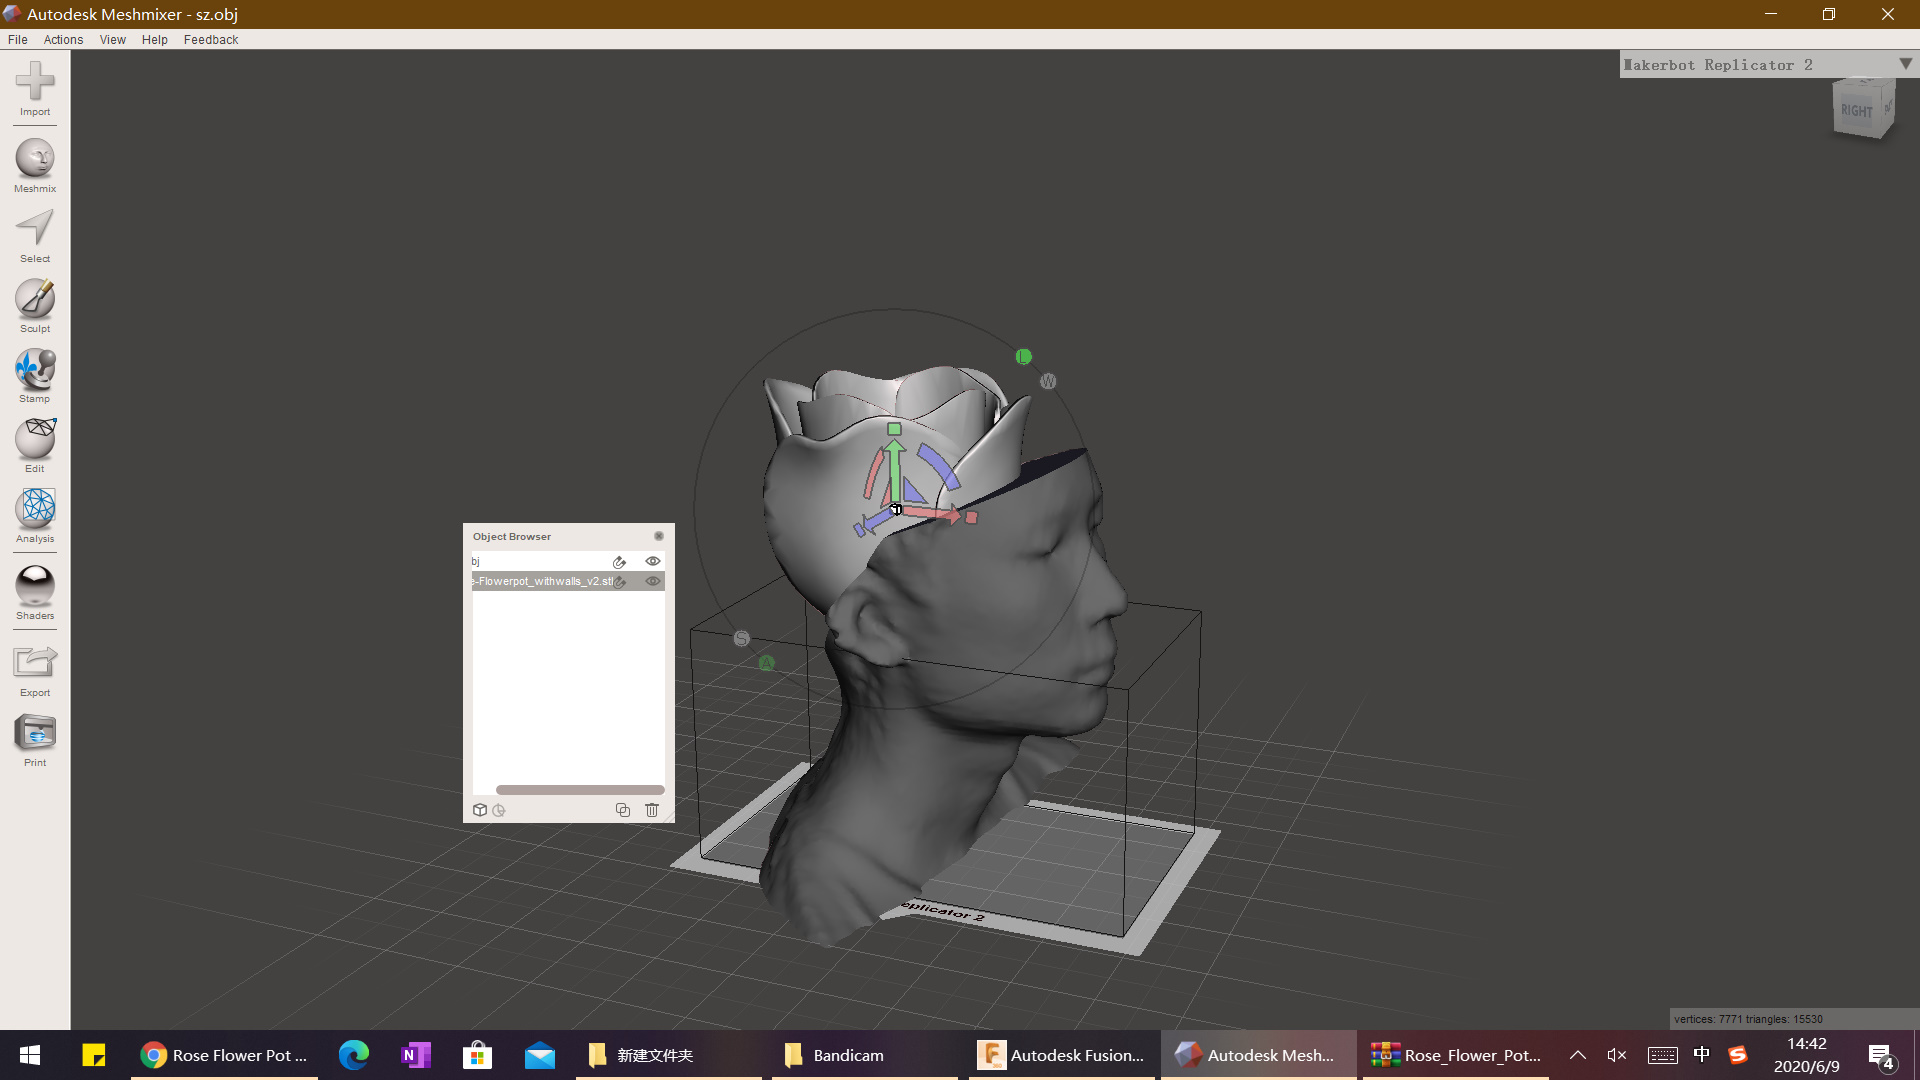 Autodesk Meshmixer - sz.obj
File Actions View Help Feedback
Makerbot Replicator 2
RIGHT
Import
Meshmix
Select
Sculpt
Stamp
Edit
Analysis
Shaders
Export
Print
L
W
S
A
Object Browser
bj
e-Flowerpot_withwalls_v2.stl
eplicator 2
vertices: 7771 triangles: 15530
Rose Flower Pot ...
新建文件夹
Bandicam
Autodesk Fusion...
Autodesk Mesh...
Rose_Flower_Pot...
中
14:42
2020/6/9
4